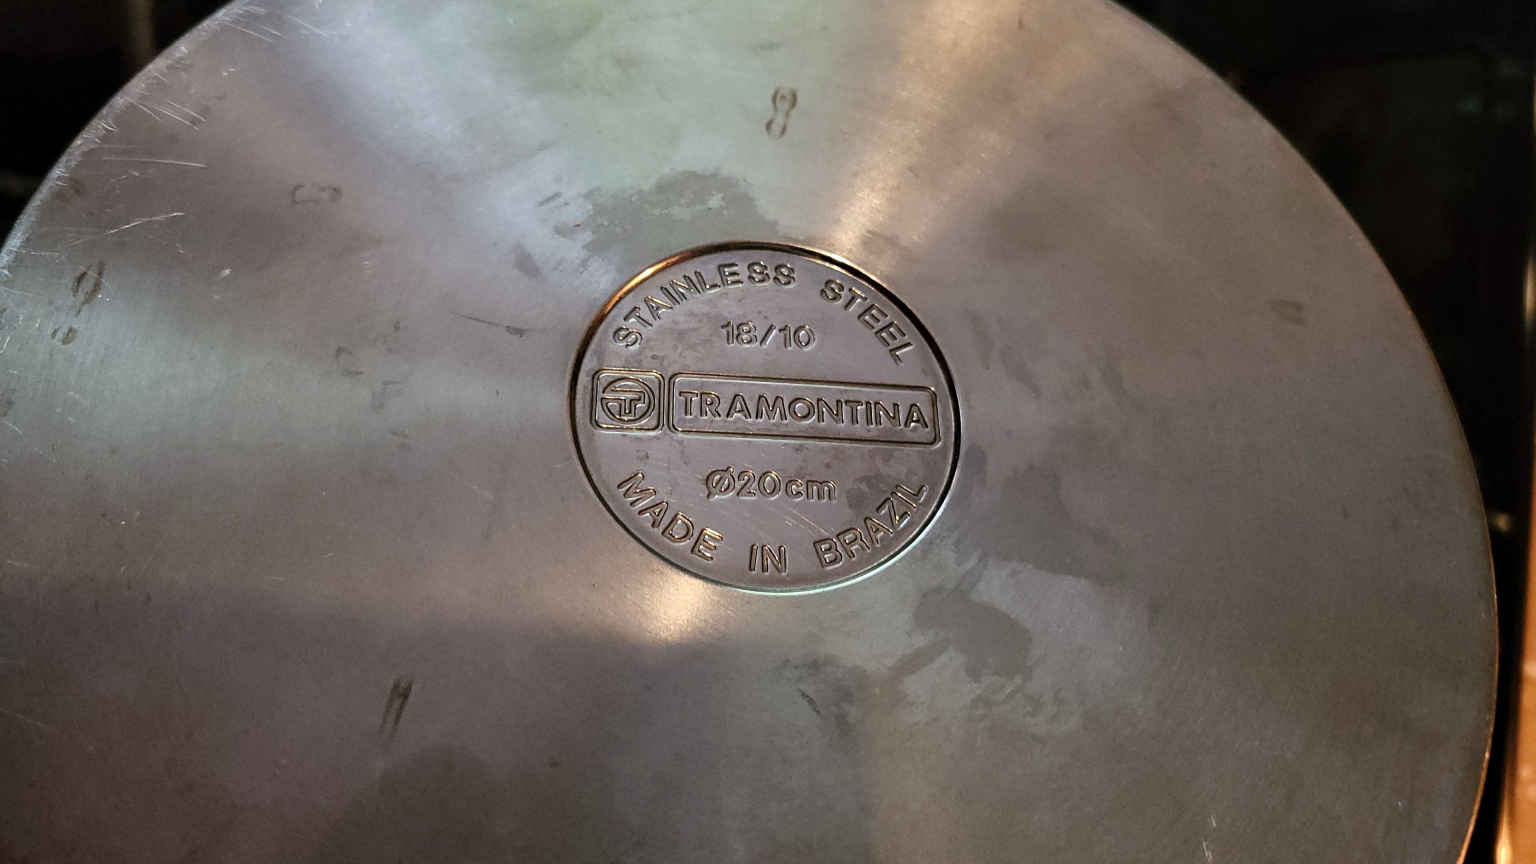 STAINLESS STEEL
18/10
TRAMONTINA
Ø20cm
MADE IN BRAZIL